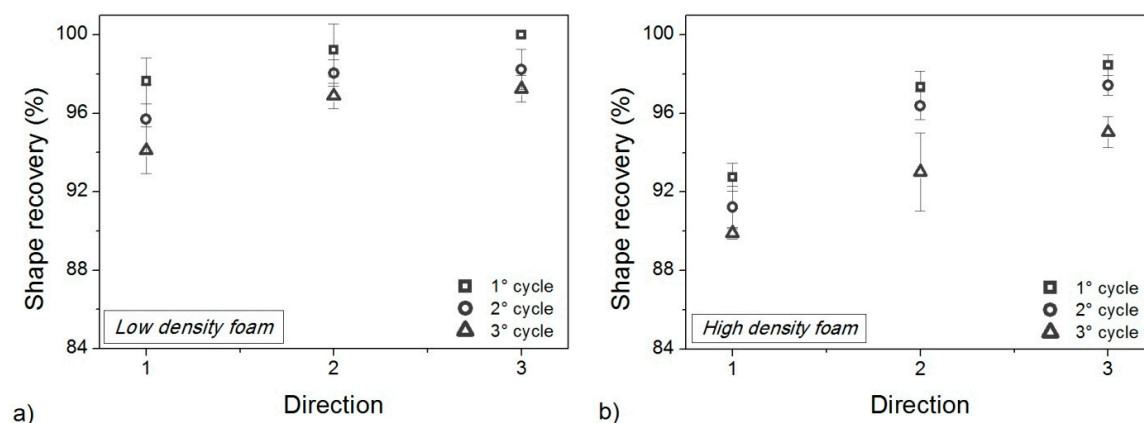 100
96
92
88
84
Shape recovery (%)
1° cycle
2° cycle
3° cycle
Low density foam
1
2
3
Direction
a)
100
96
92
88
84
Shape recovery (%)
1° cycle
2° cycle
3° cycle
High density foam
1
2
3
Direction
b)